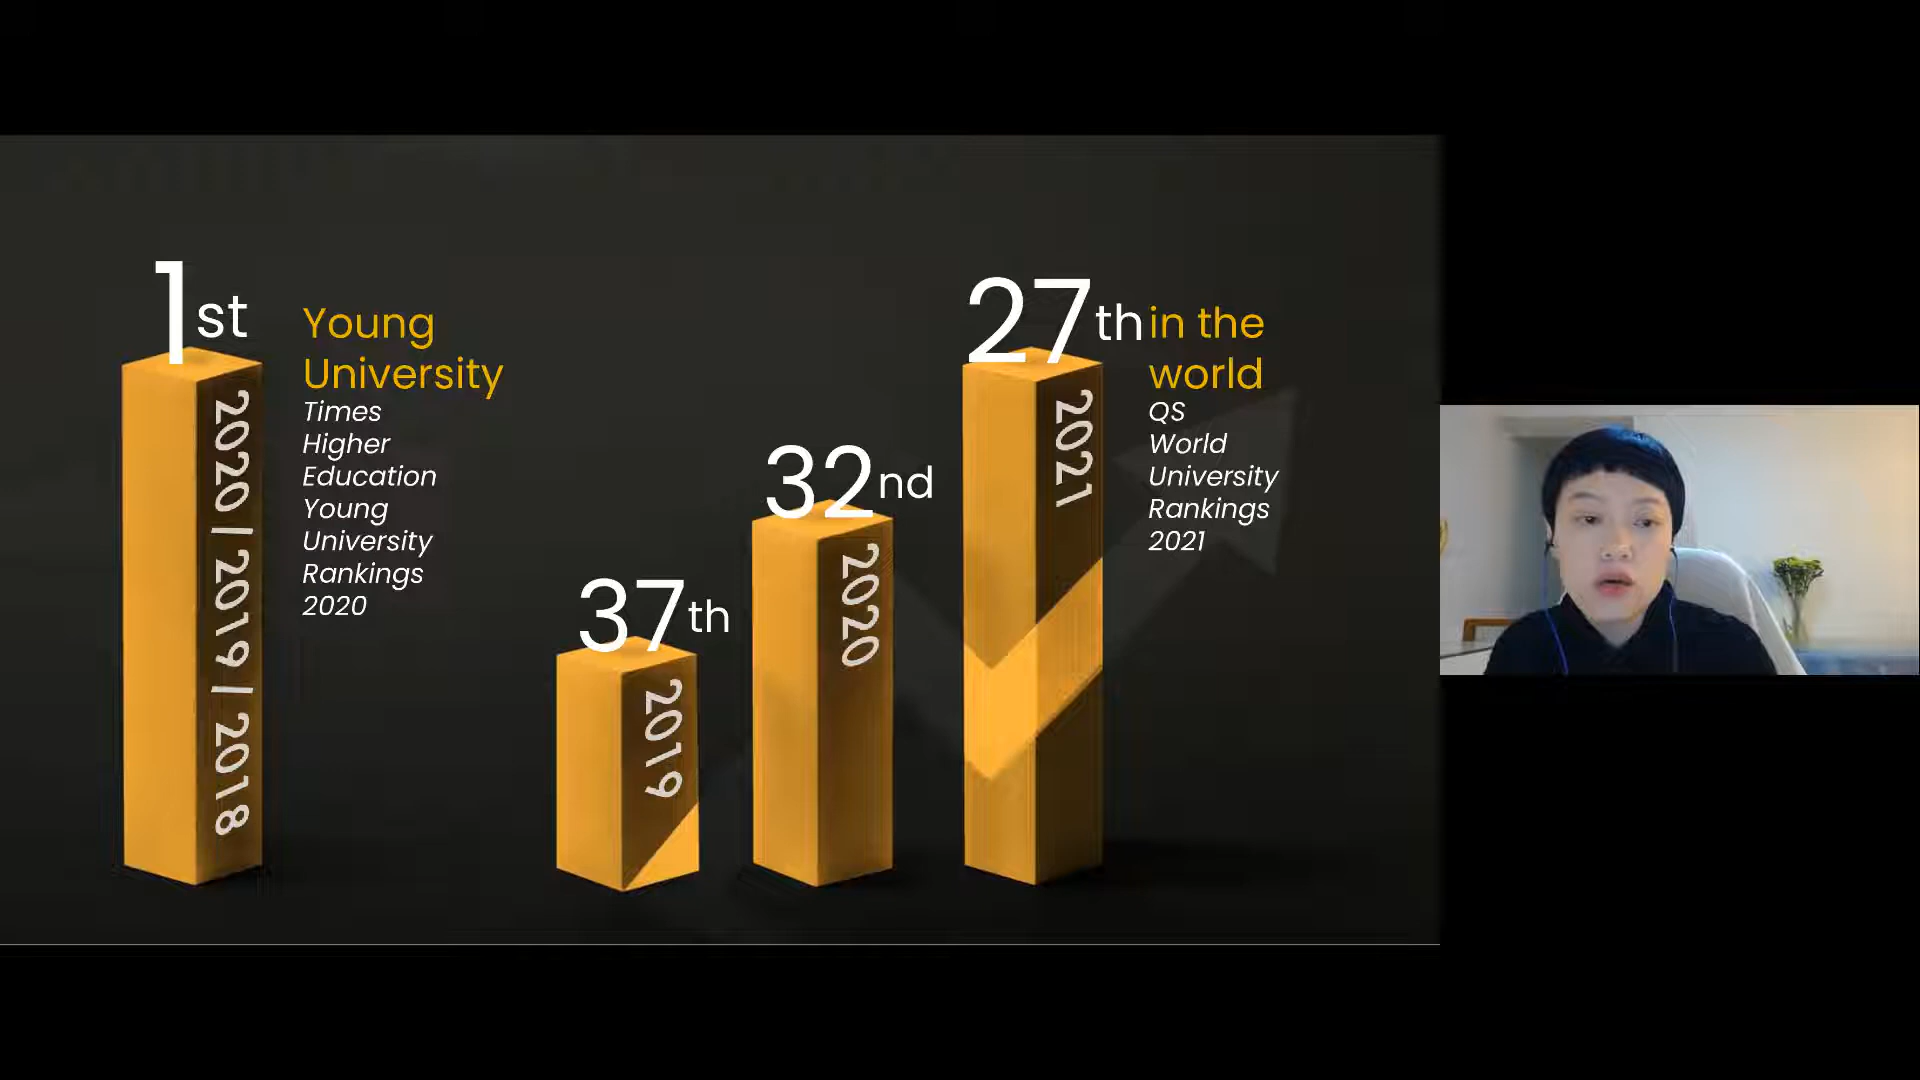 1st
Young
University
Times
Higher
Education
Young
University
Rankings
2020
2020 | 2019 | 2018
37th
2019
32nd
2020
27th in the
world
QS
World
University
Rankings
2021
2021